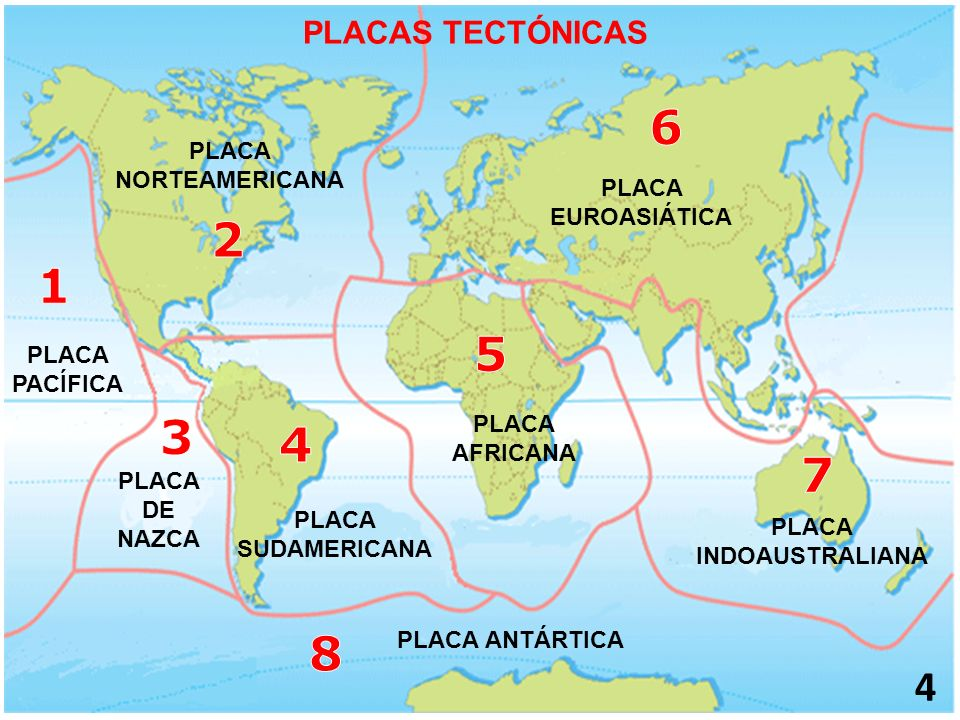 PLACAS TECTÓNICAS
6
PLACA
NORTEAMERICANA
PLACA
EUROASIÁTICA
2
1
PLACA
PACÍFICA
5
3
4
PLACA
AFRICANA
7
PLACA
DE
NAZCA
PLACA
SUDAMERICANA
PLACA
INDOAUSTRALIANA
8
PLACA ANTÁRTICA
4